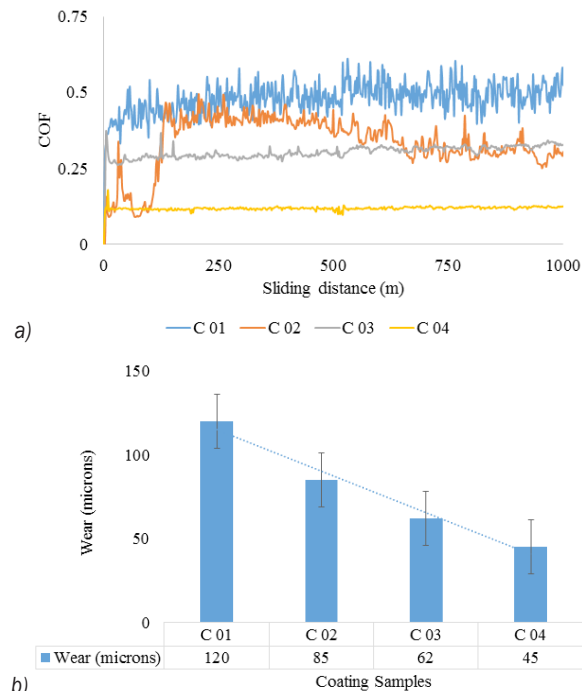 0.75
0.5
0.25
0
COF
0 250 500 750 1000
Sliding distance (m)
C 01 C 02 C 03 C 04
a)
150
100
50
0
Wear (microns)
C 01 C 02 C 03 C 04
Wear (microns) 120 85 62 45
Coating Samples
b)